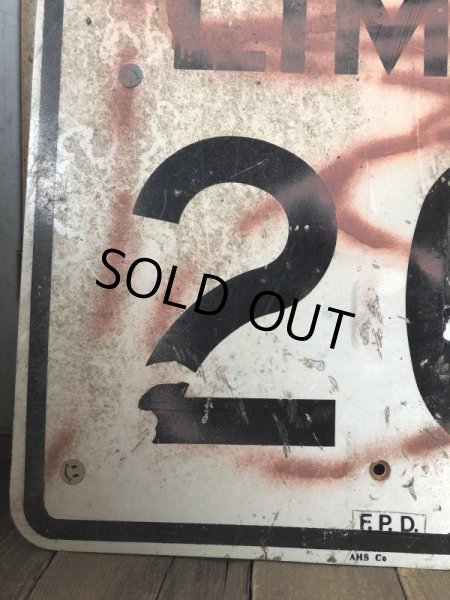 LIM
20
SOLD OUT
F.P.D.
AHS Co